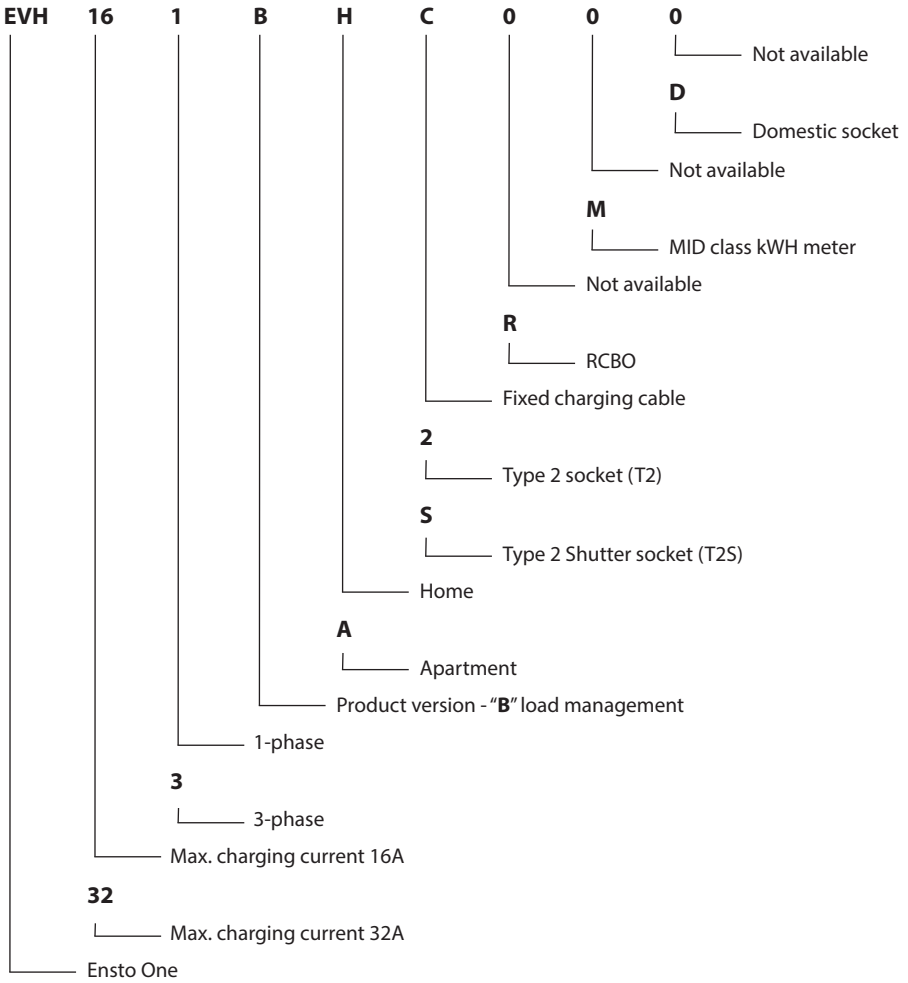 EVH 16 1 B H C 0 0 0
Not available
D
Domestic socket
Not available
M
MID class kWH meter
Not available
R
RCBO
Fixed charging cable
2
Type 2 socket (T2)
S
Type 2 Shutter socket (T2S)
Home
A
Apartment
Product version - “B” load management
1-phase
3
3-phase
Max. charging current 16A
32
Max. charging current 32A
Ensto One